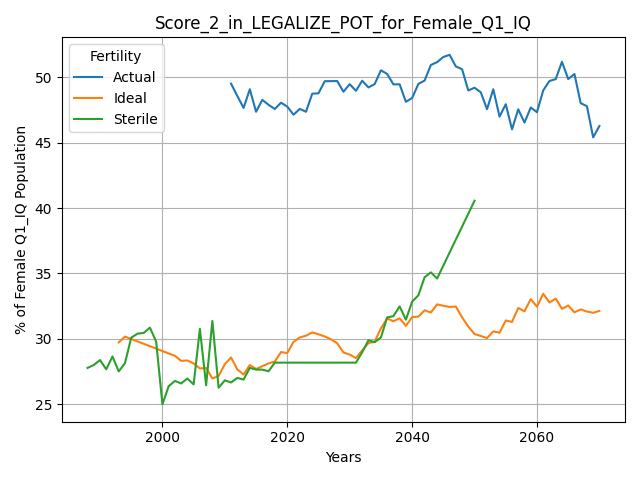 Score_2_in_LEGALIZE_POT_for_Female_Q1_IQ
Fertility
Actual
Ideal
Sterile
% of Female Q1_IQ Population
50
45
40
35
30
25
2000
2020
2040
2060
Years